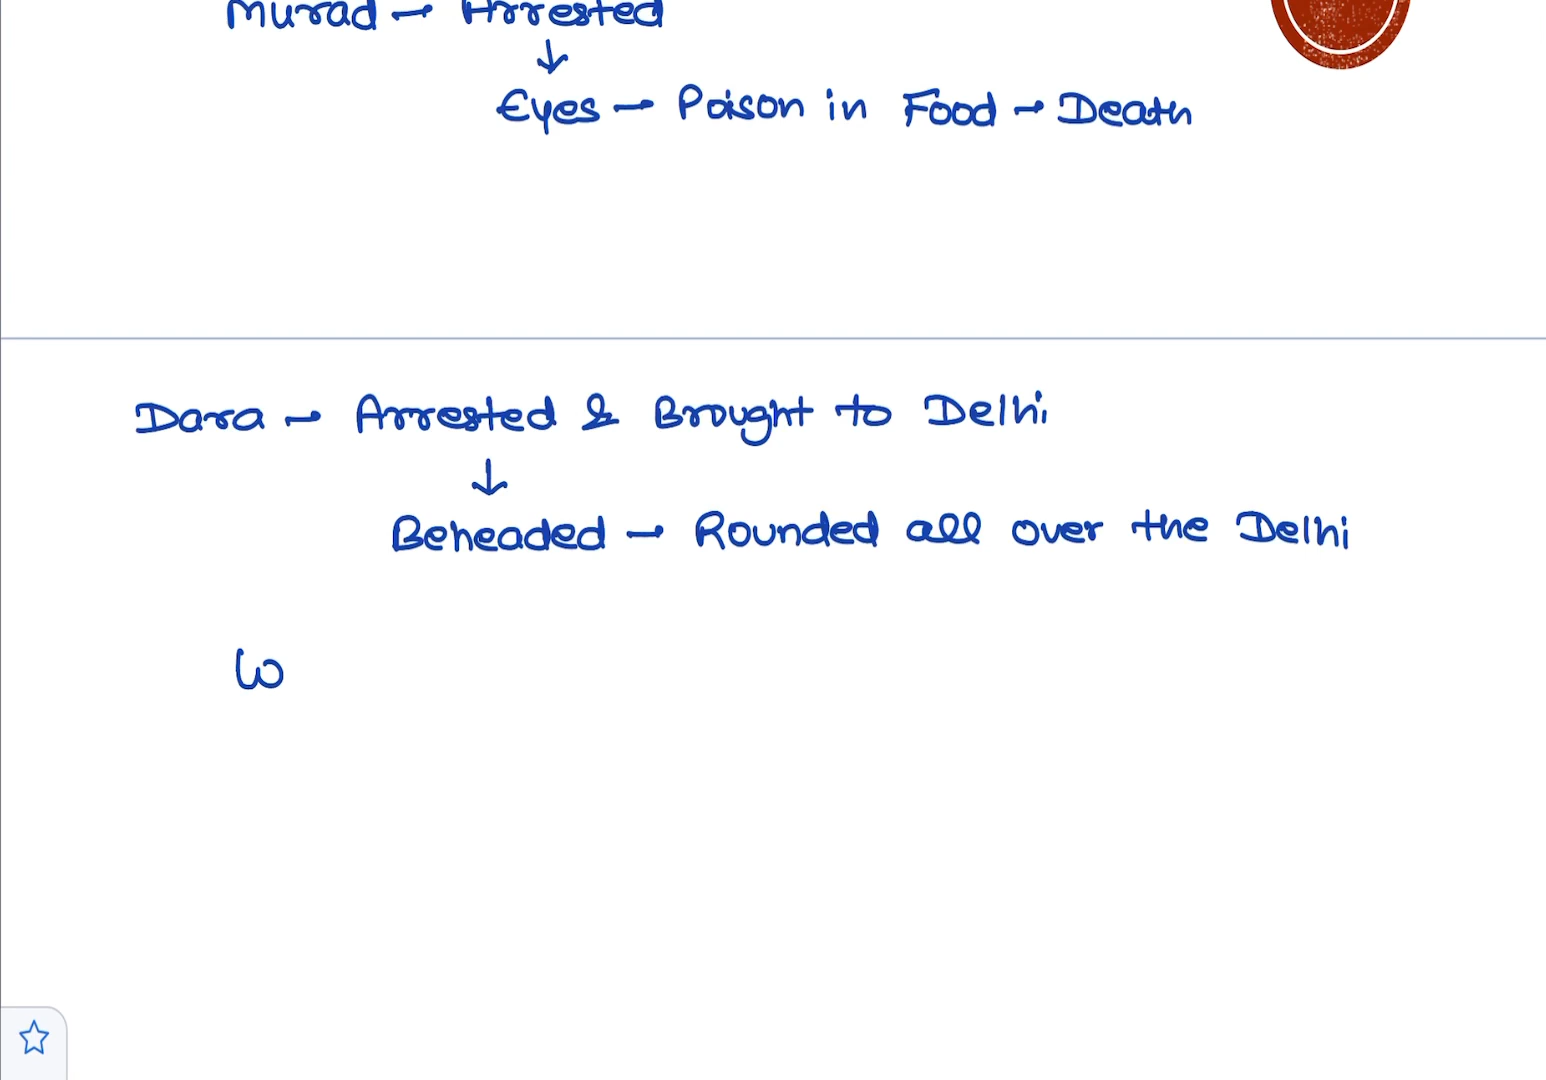 Murad → Arrested
↓
Eyes → Poison in Food → Death
Dara → Arrested & Brought to Delhi
↓
Beheaded → Rounded all over the Delhi
W